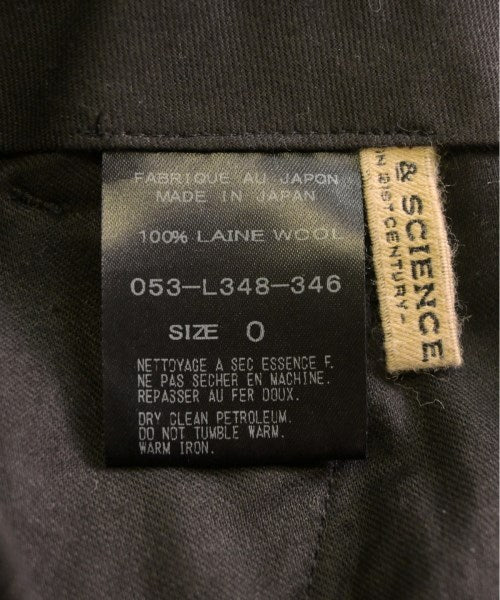 FABRIQUE AU JAPON
MADE IN JAPAN
100% LAINE WOOL
053-L348-346
SIZE 0
NETTOYAGE A SEC ESSENCE F.
NE PAS SECHER EN MACHINE.
REPASSER AU FER DOUX.
DRY CLEAN PETROLEUM.
DO NOT TUMBLE WARM.
WARM IRON.
& SCIENCE
ON 21ST CENTURY-